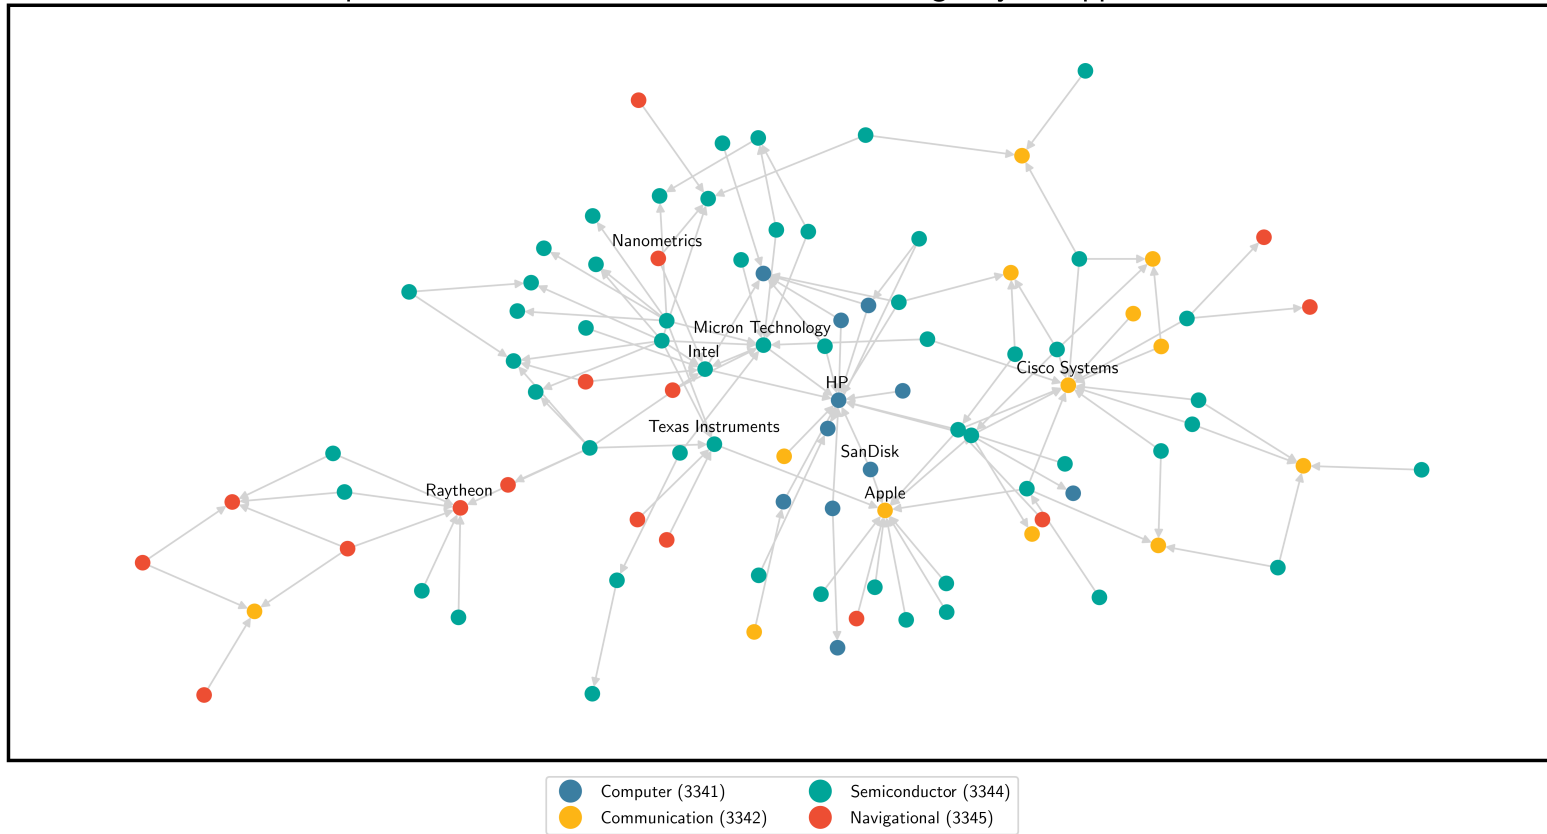 Nanometrics
Micron Technology
Intel
Cisco Systems
HP
Texas Instruments
SanDisk
Raytheon
Apple
Computer (3341)
Semiconductor (3344)
Communication (3342)
Navigational (3345)